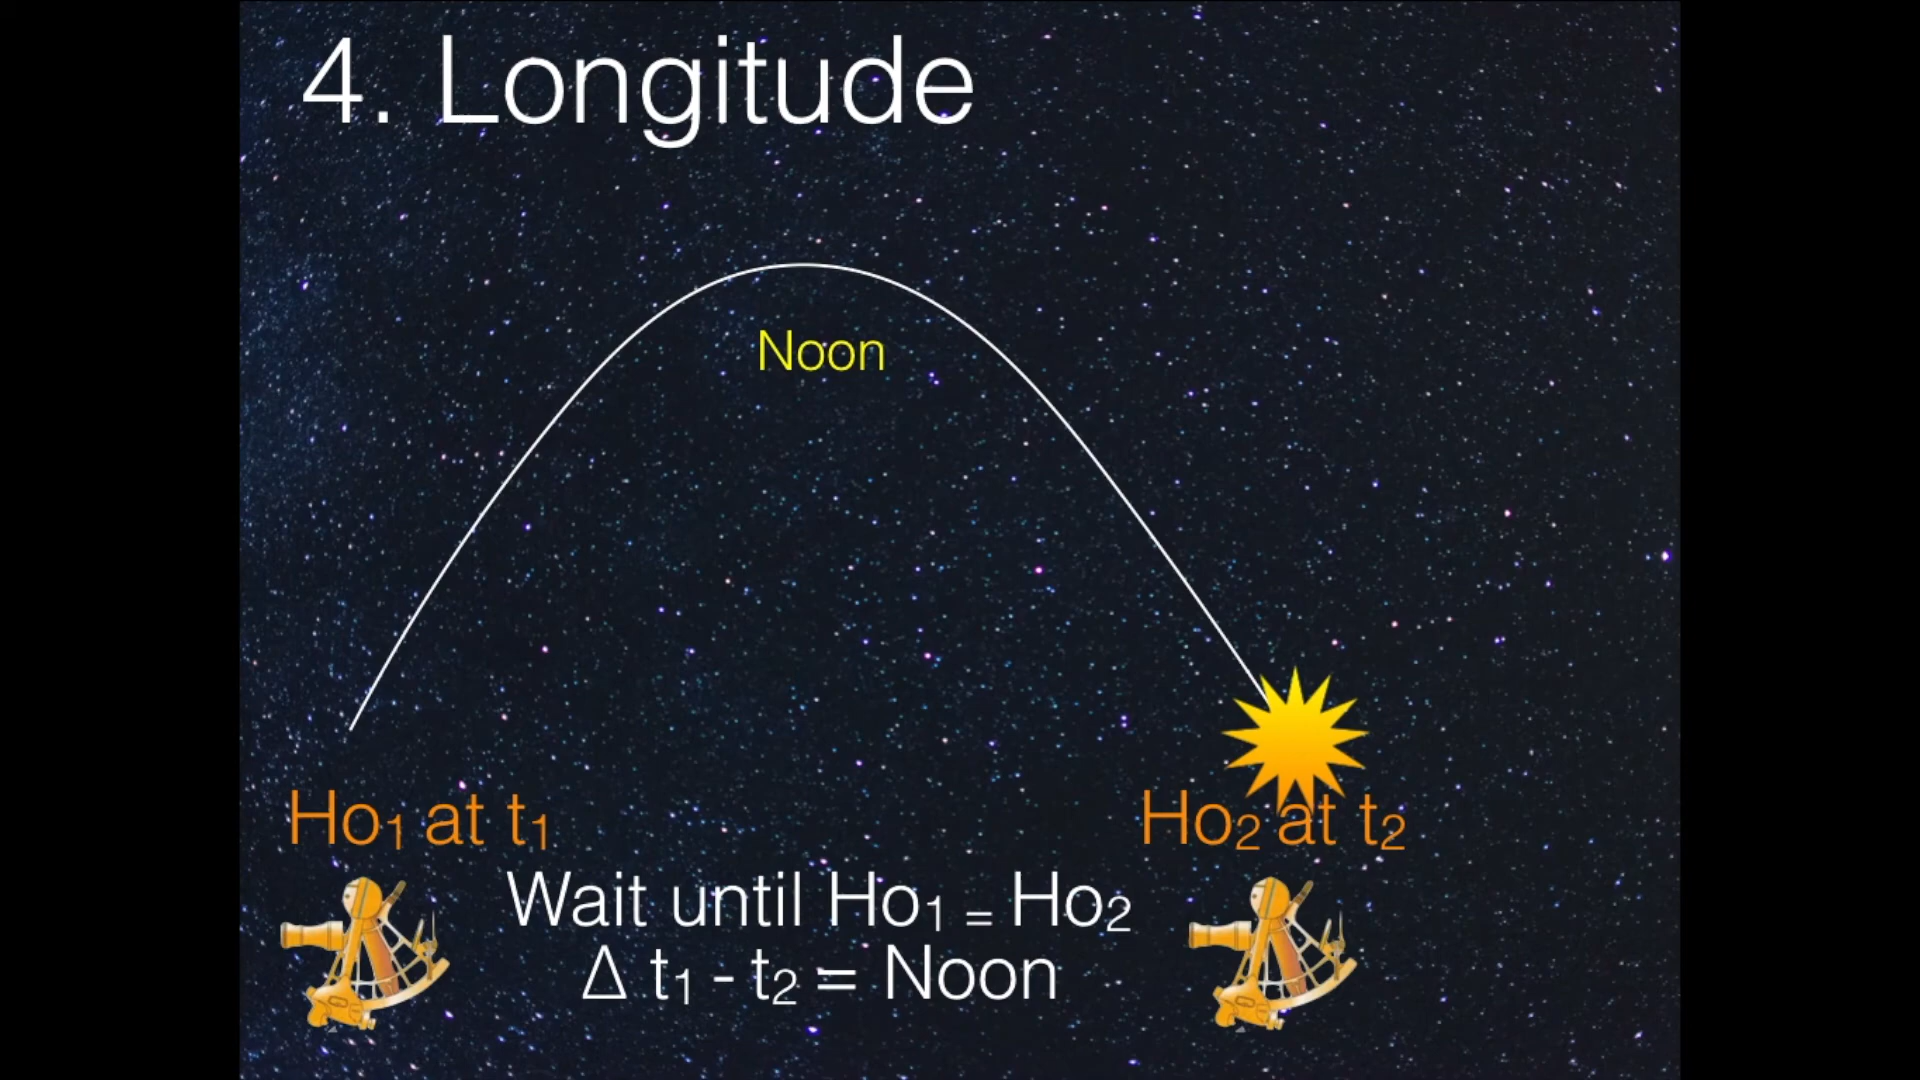 4. Longitude
Noon
Ho₁ at t₁
Ho₂ at t₂
Wait until Ho₁ = Ho₂
Δ t₁ - t₂ = Noon